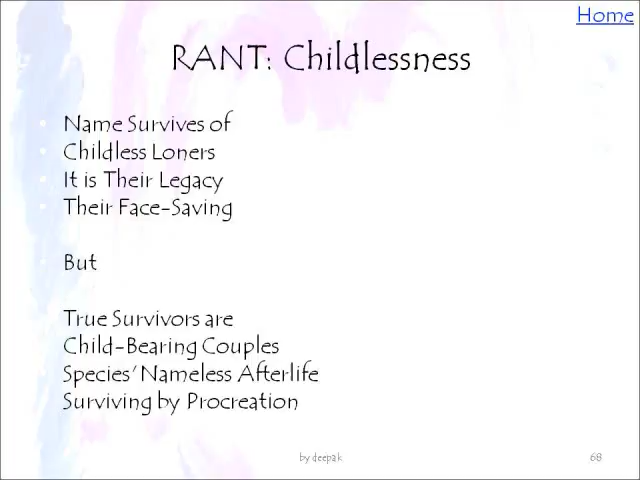 Home
RANT: Childlessness
Name Survives of
Childless Loners
It is Their Legacy
Their Face-Saving
But
True Survivors are
Child-Bearing Couples
Species' Nameless Afterlife
Surviving by Procreation
by deepak
68